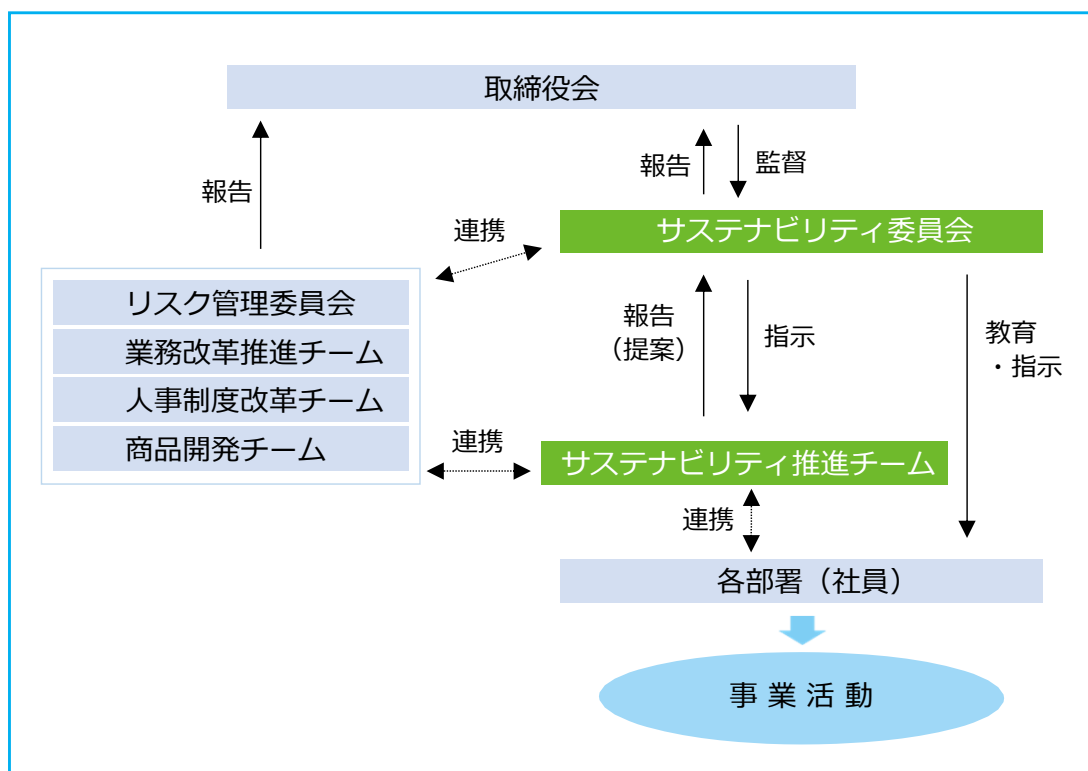 取締役会
報告
報告
監督
連携
サステナビリティ委員会
リスク管理委員会
業務改革推進チーム
人事制度改革チーム
商品開発チーム
報告
（提案）
指示
教育
・指示
連携
サステナビリティ推進チーム
連携
各部署（社員）
事業活動